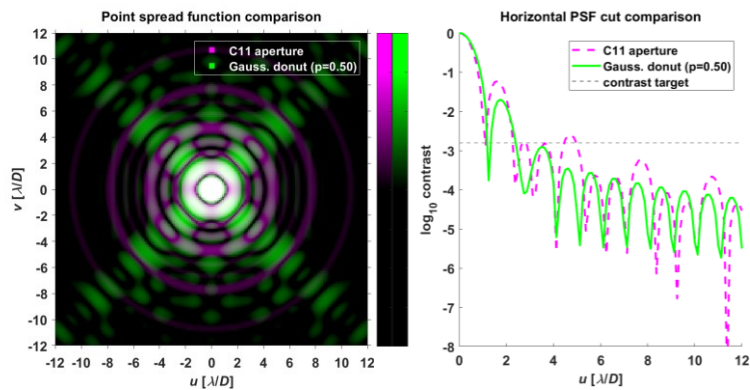 Point spread function comparison
12
10
8
6
4
2
0
-2
-4
-6
-8
-10
-12
v [λ/D]
C11 aperture
Gauss. donut (p=0.50)
-12 -10 -8 -6 -4 -2 0 2 4 6 8 10 12
u [λ/D]
Horizontal PSF cut comparison
0
-1
-2
-3
-4
-5
-6
-7
-8
log10 contrast
C11 aperture
Gauss. donut (p=0.50)
contrast target
0 2 4 6 8 10 12
u [λ/D]